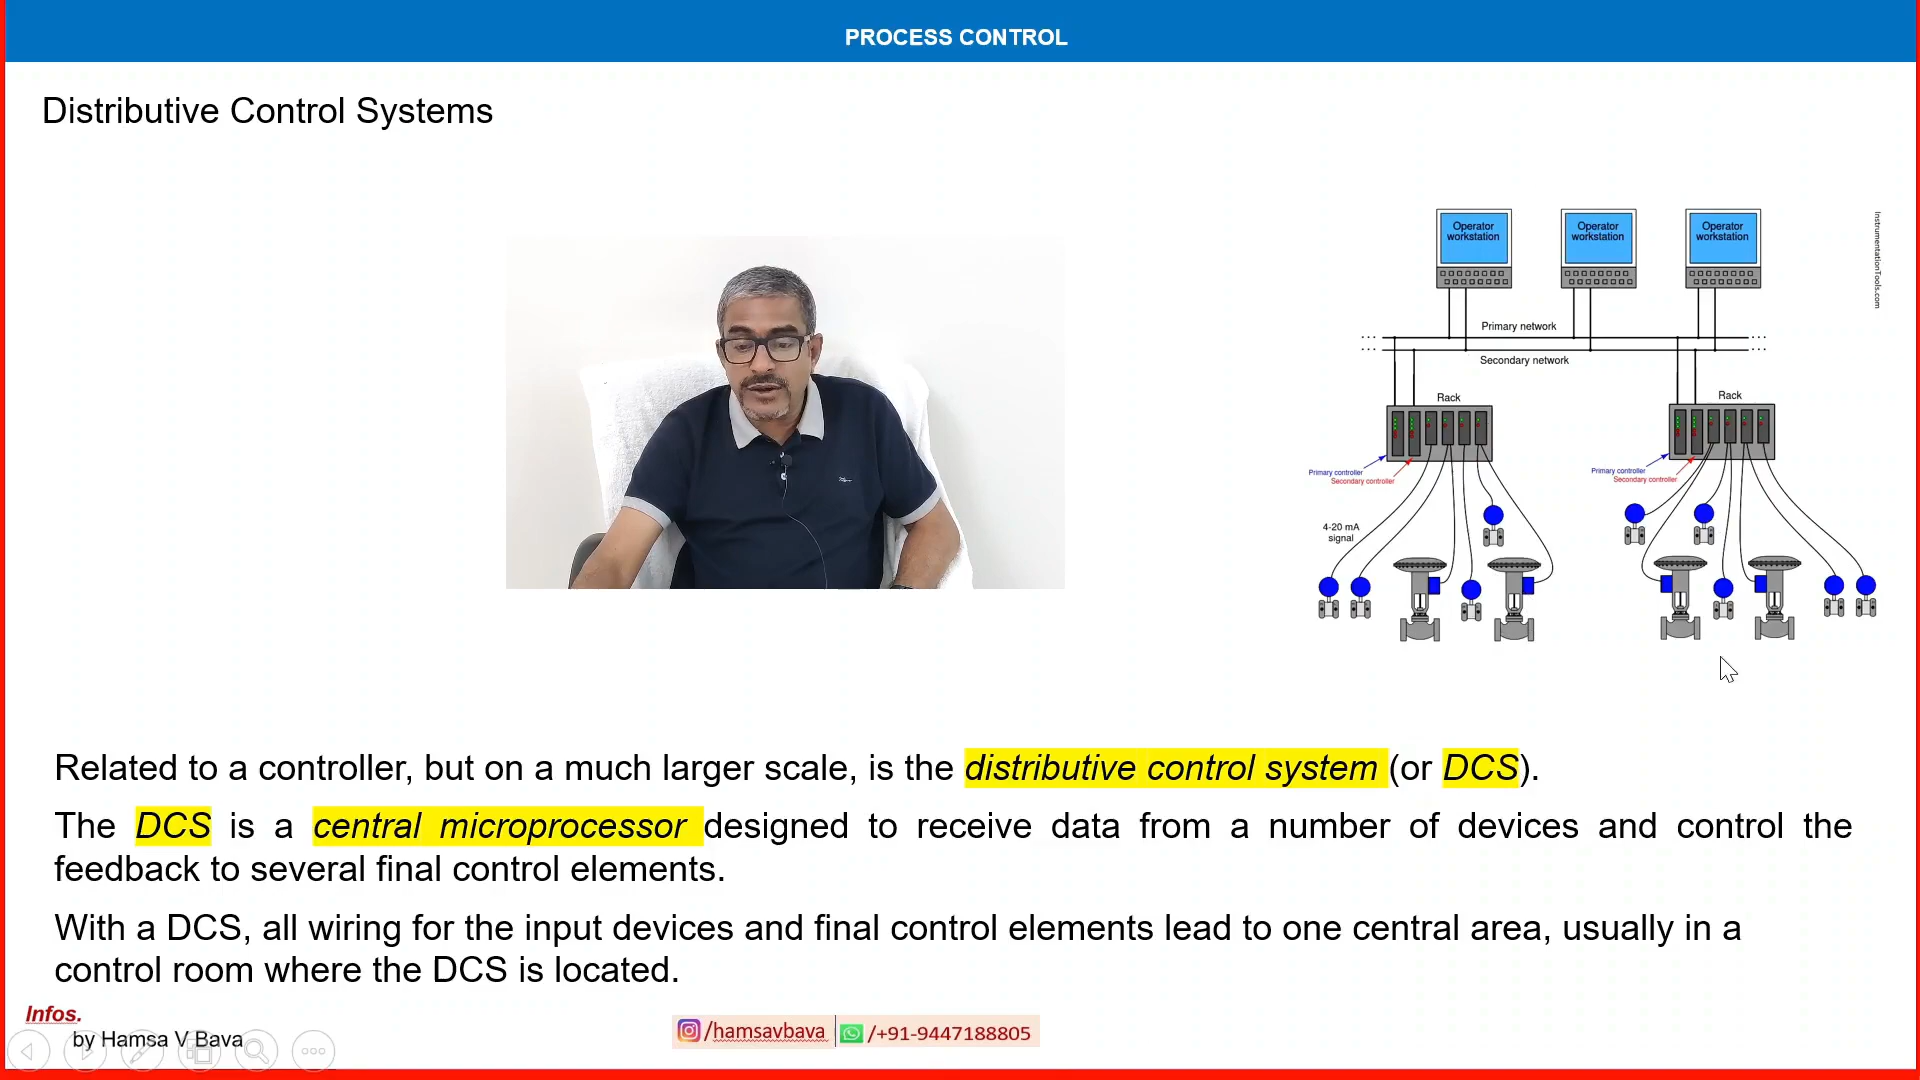 PROCESS CONTROL
Distributive Control Systems
Operator
workstation
Operator
workstation
Operator
workstation
InstrumentationTools.com
Primary network
Secondary network
Rack
Rack
Primary controller
Secondary controller
Primary controller
Secondary controller
4-20 mA
signal
Related to a controller, but on a much larger scale, is the distributive control system (or DCS).
The DCS is a central microprocessor designed to receive data from a number of devices and control the
feedback to several final control elements.
With a DCS, all wiring for the input devices and final control elements lead to one central area, usually in a
control room where the DCS is located.
Infos.
by Hamsa V Bava
/hamsavbava
/+91-9447188805